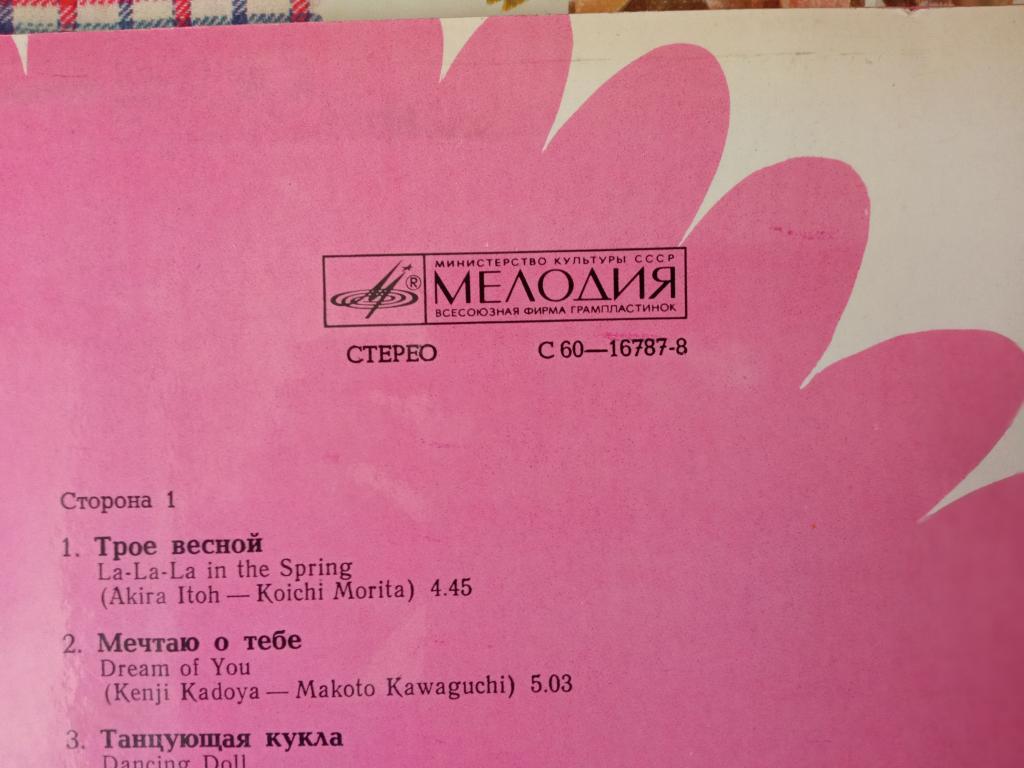 МИНИСТЕРСТВО КУЛЬТУРЫ СССР
МЕЛОДИЯ
®
ВСЕСОЮЗНАЯ ФИРМА ГРАМПЛАСТИНОК
СТЕРЕО С 60—16787-8
Сторона 1
1. Трое весной
La-La-La in the Spring
(Akira Itoh — Koichi Morita) 4.45
2. Мечтаю о тебе
Dream of You
(Kenji Kadoya — Makoto Kawaguchi) 5.03
3. Танцующая кукла
Dancing Doll